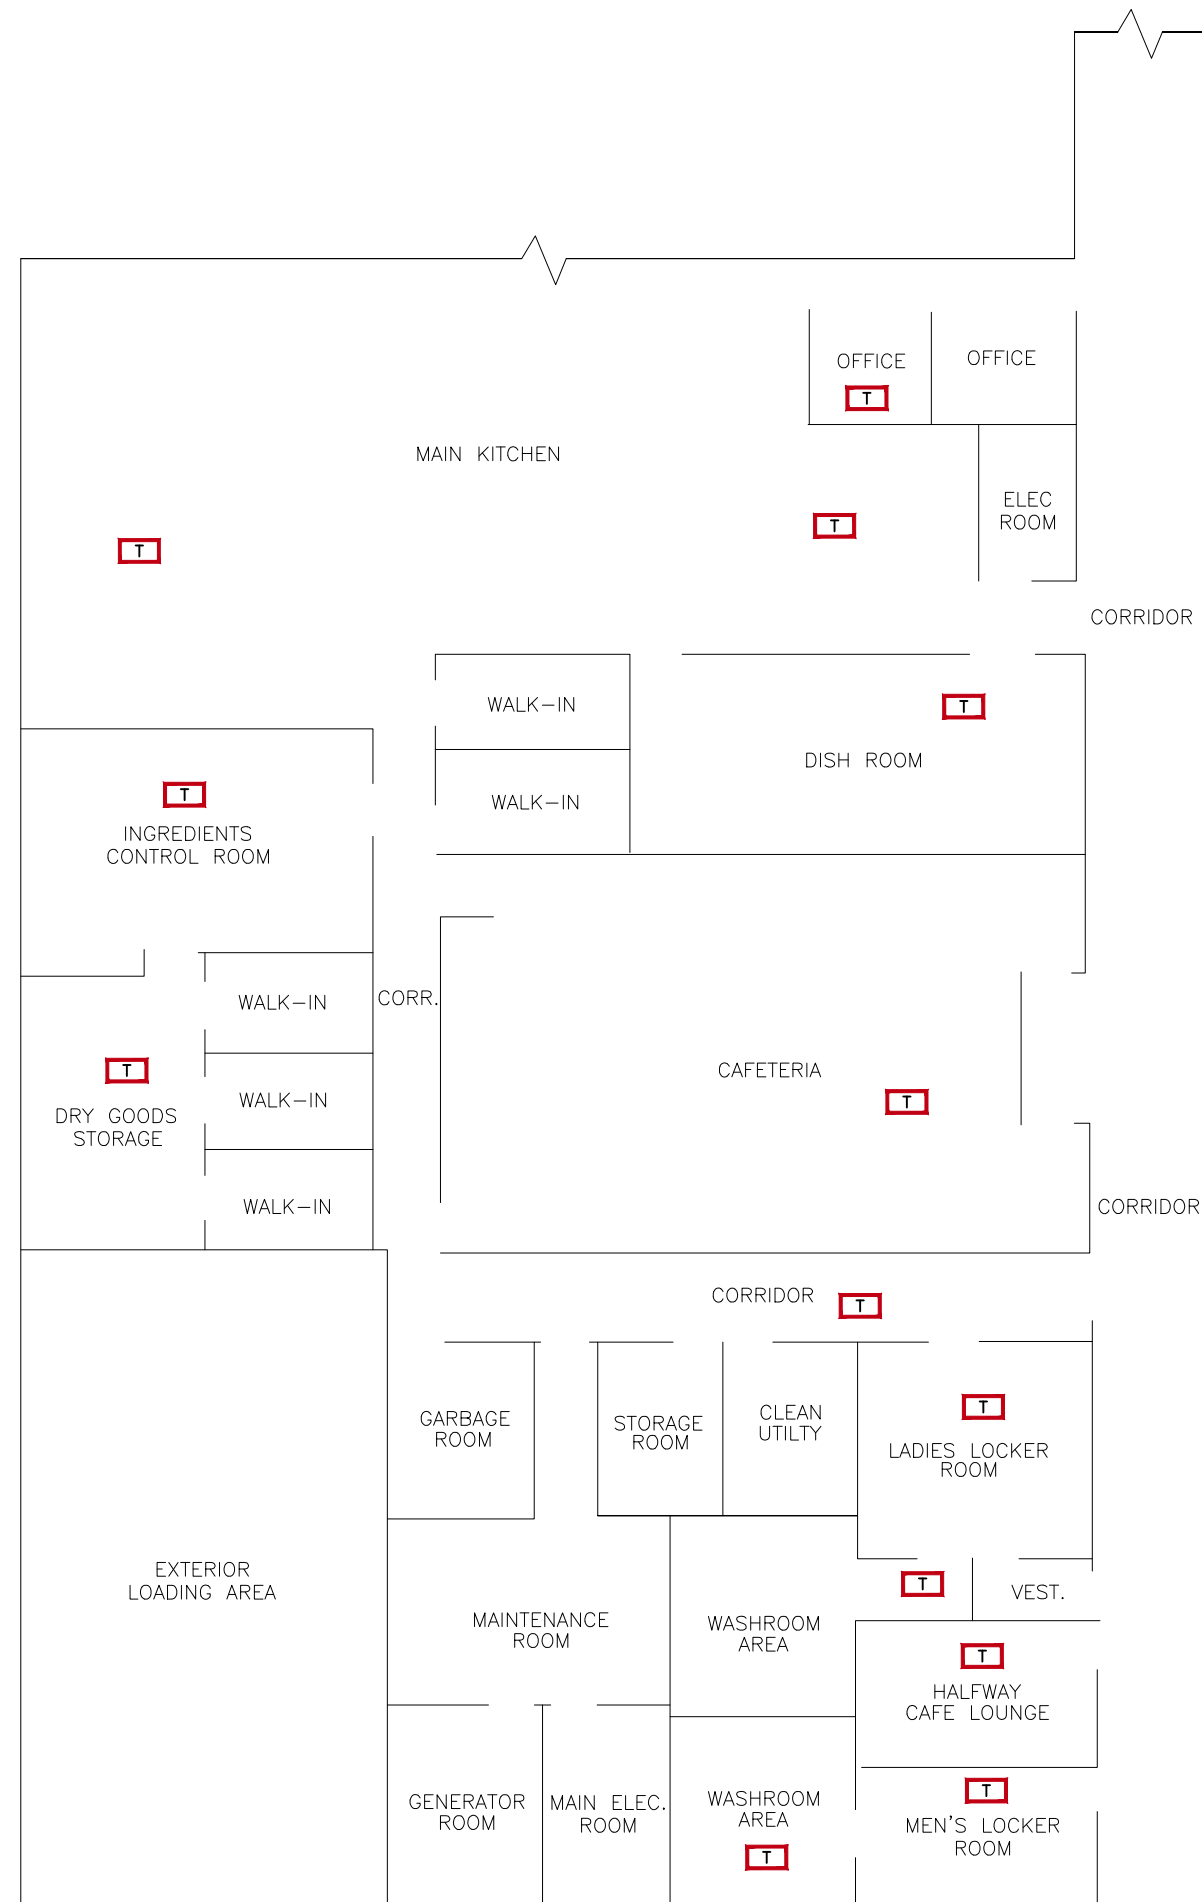 OFFICE
OFFICE
T
MAIN KITCHEN
ELEC
ROOM
T
T
CORRIDOR
WALK-IN
T
DISH ROOM
T
WALK-IN
INGREDIENTS
CONTROL ROOM
WALK-IN
CORR.
T
CAFETERIA
WALK-IN
T
DRY GOODS
STORAGE
WALK-IN
CORRIDOR
CORRIDOR
T
T
GARBAGE
ROOM
STORAGE
ROOM
CLEAN
UTILTY
LADIES LOCKER
ROOM
EXTERIOR
LOADING AREA
T
VEST.
MAINTENANCE
ROOM
WASHROOM
AREA
T
HALFWAY
CAFE LOUNGE
T
GENERATOR
ROOM
MAIN ELEC.
ROOM
WASHROOM
AREA
T
MEN'S LOCKER
ROOM